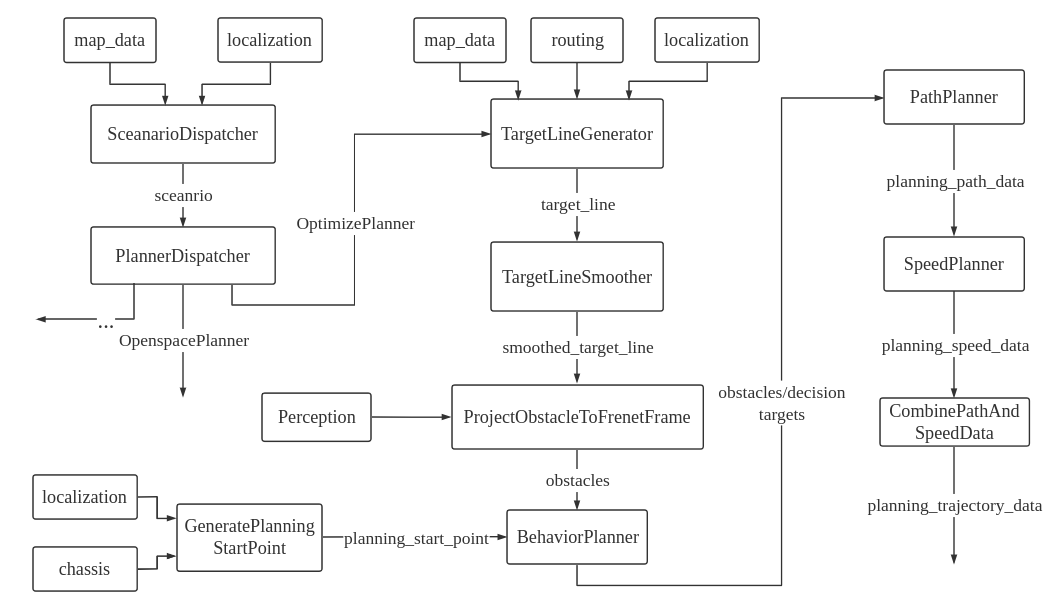 map_data
localization
SceanarioDispatcher
sceanrio
PlannerDispatcher
...
OpenspacePlanner
OptimizePlanner
map_data
routing
localization
TargetLineGenerator
target_line
TargetLineSmoother
smoothed_target_line
Perception
ProjectObstacleToFrenetFrame
obstacles
localization
chassis
GeneratePlanning
StartPoint
planning_start_point
BehaviorPlanner
obstacles/decision
targets
PathPlanner
planning_path_data
SpeedPlanner
planning_speed_data
CombinePathAnd
SpeedData
planning_trajectory_data